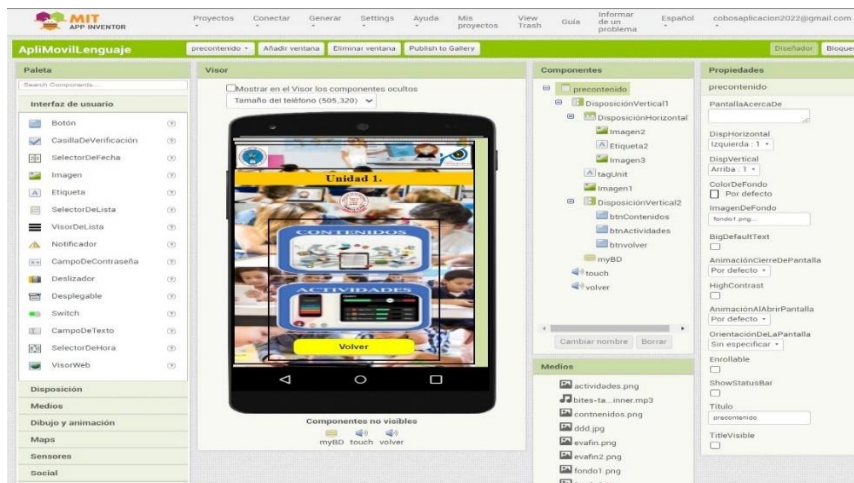 MIT
APP INVENTOR
Proyectos
Conectar
Generar
Settings
Ayuda
Mis proyectos
View Trash
Guía
Informar de un problema
Español
cobosaplicacion2022@gmail.com
ApliMovilLenguaje
precontenido
Añadir ventana
Eliminar ventana
Publish to Gallery
Diseñador
Bloques
Paleta
Search Components...
Interfaz de usuario
Botón
CasillaDeVerificación
SelectorDeFecha
Imagen
Etiqueta
SelectorDeLista
VisorDeLista
Notificador
CampoDeContraseña
Deslizador
Desplegable
Switch
CampoDeTexto
SelectorDeHora
VisorWeb
Disposición
Medios
Dibujo y animación
Maps
Sensores
Social
Visor
Mostrar en el Visor los componentes ocultos
Tamaño del teléfono (505,320)
Unidad 1.
CONTENIDOS
ACTIVIDADES
Volver
Componentes no visibles
myBD touch volver
Componentes
precontenido
DisposiciónVertical1
DisposiciónHorizontal
Imagen2
Etiqueta2
Imagen3
tagUnit
Imagen1
DisposiciónVertical2
btnContenidos
btnActividades
btnvolver
myBD
touch
volver
Cambiar nombre
Borrar
Medios
actividades.png
bites-ta...inner.mp3
contnenidos.png
ddd.jpg
evafin.png
evafin2.png
fondo1.png
Propiedades
precontenido
PantallaAcercaDe
DispHorizontal
Izquierda : 1
DispVertical
Arriba : 1
ColorDeFondo
Por defecto
ImagenDeFondo
fondo1.png...
BigDefaultText
AnimaciónCierreDePantalla
Por defecto
HighContrast
AnimaciónAlAbrirPantalla
Por defecto
OrientaciónDeLaPantalla
Sin especificar
Enrollable
ShowStatusBar
Título
precontenido
TitleVisible